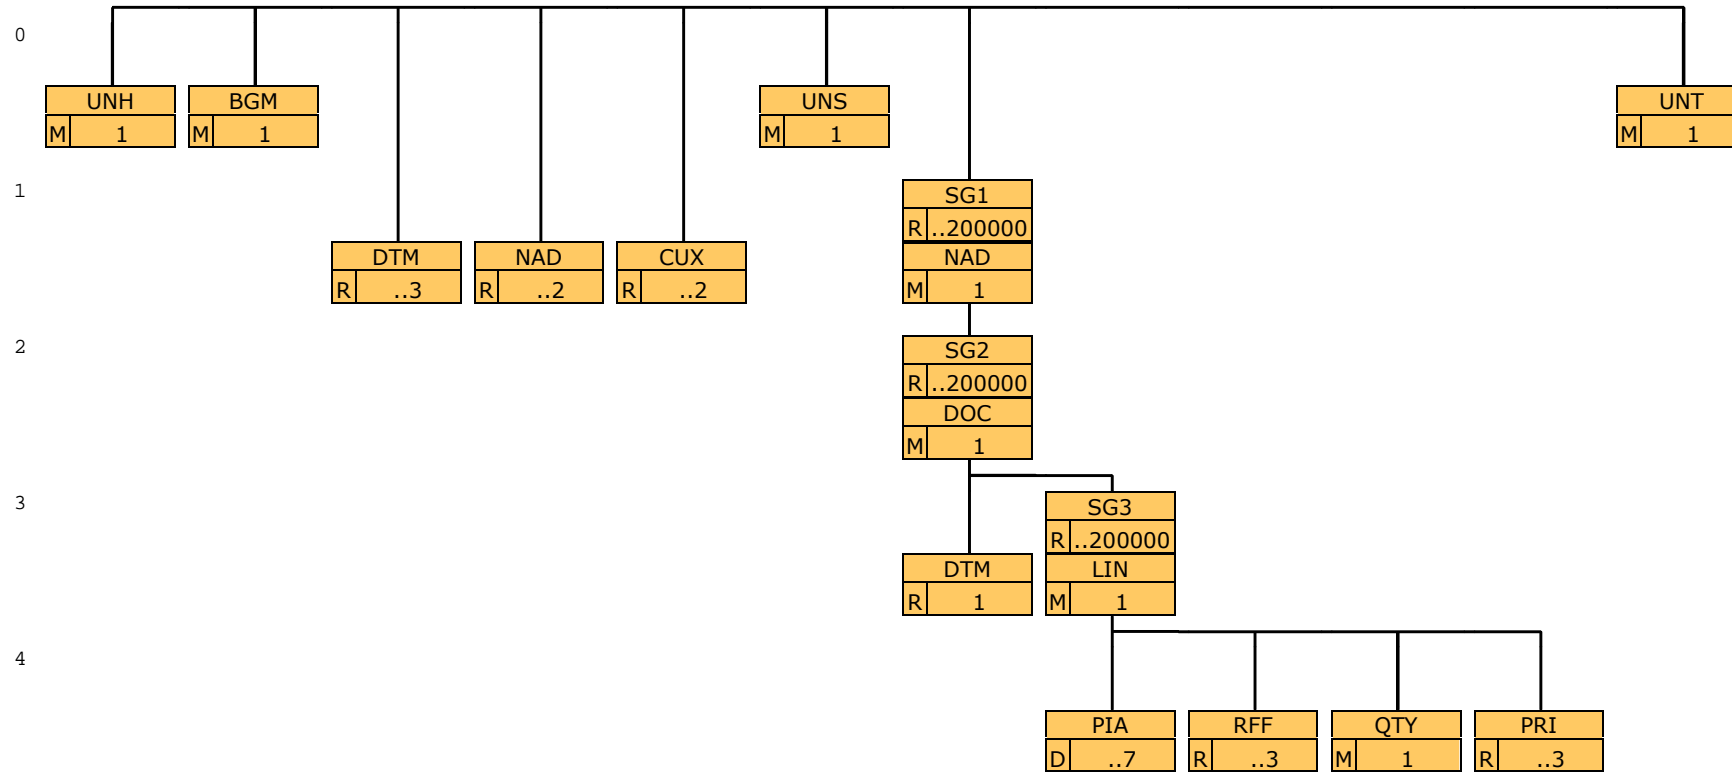 0
UNH BGM UNS UNT
M 1 M 1 M 1 M 1
1
SG1
R ..200000
DTM NAD CUX NAD
R ..3 R ..2 R ..2 M 1
2
SG2
R ..200000
DOC
M 1
3
SG3
R ..200000
DTM LIN
R 1 M 1
4
PIA RFF QTY PRI
D ..7 R ..3 M 1 R ..3